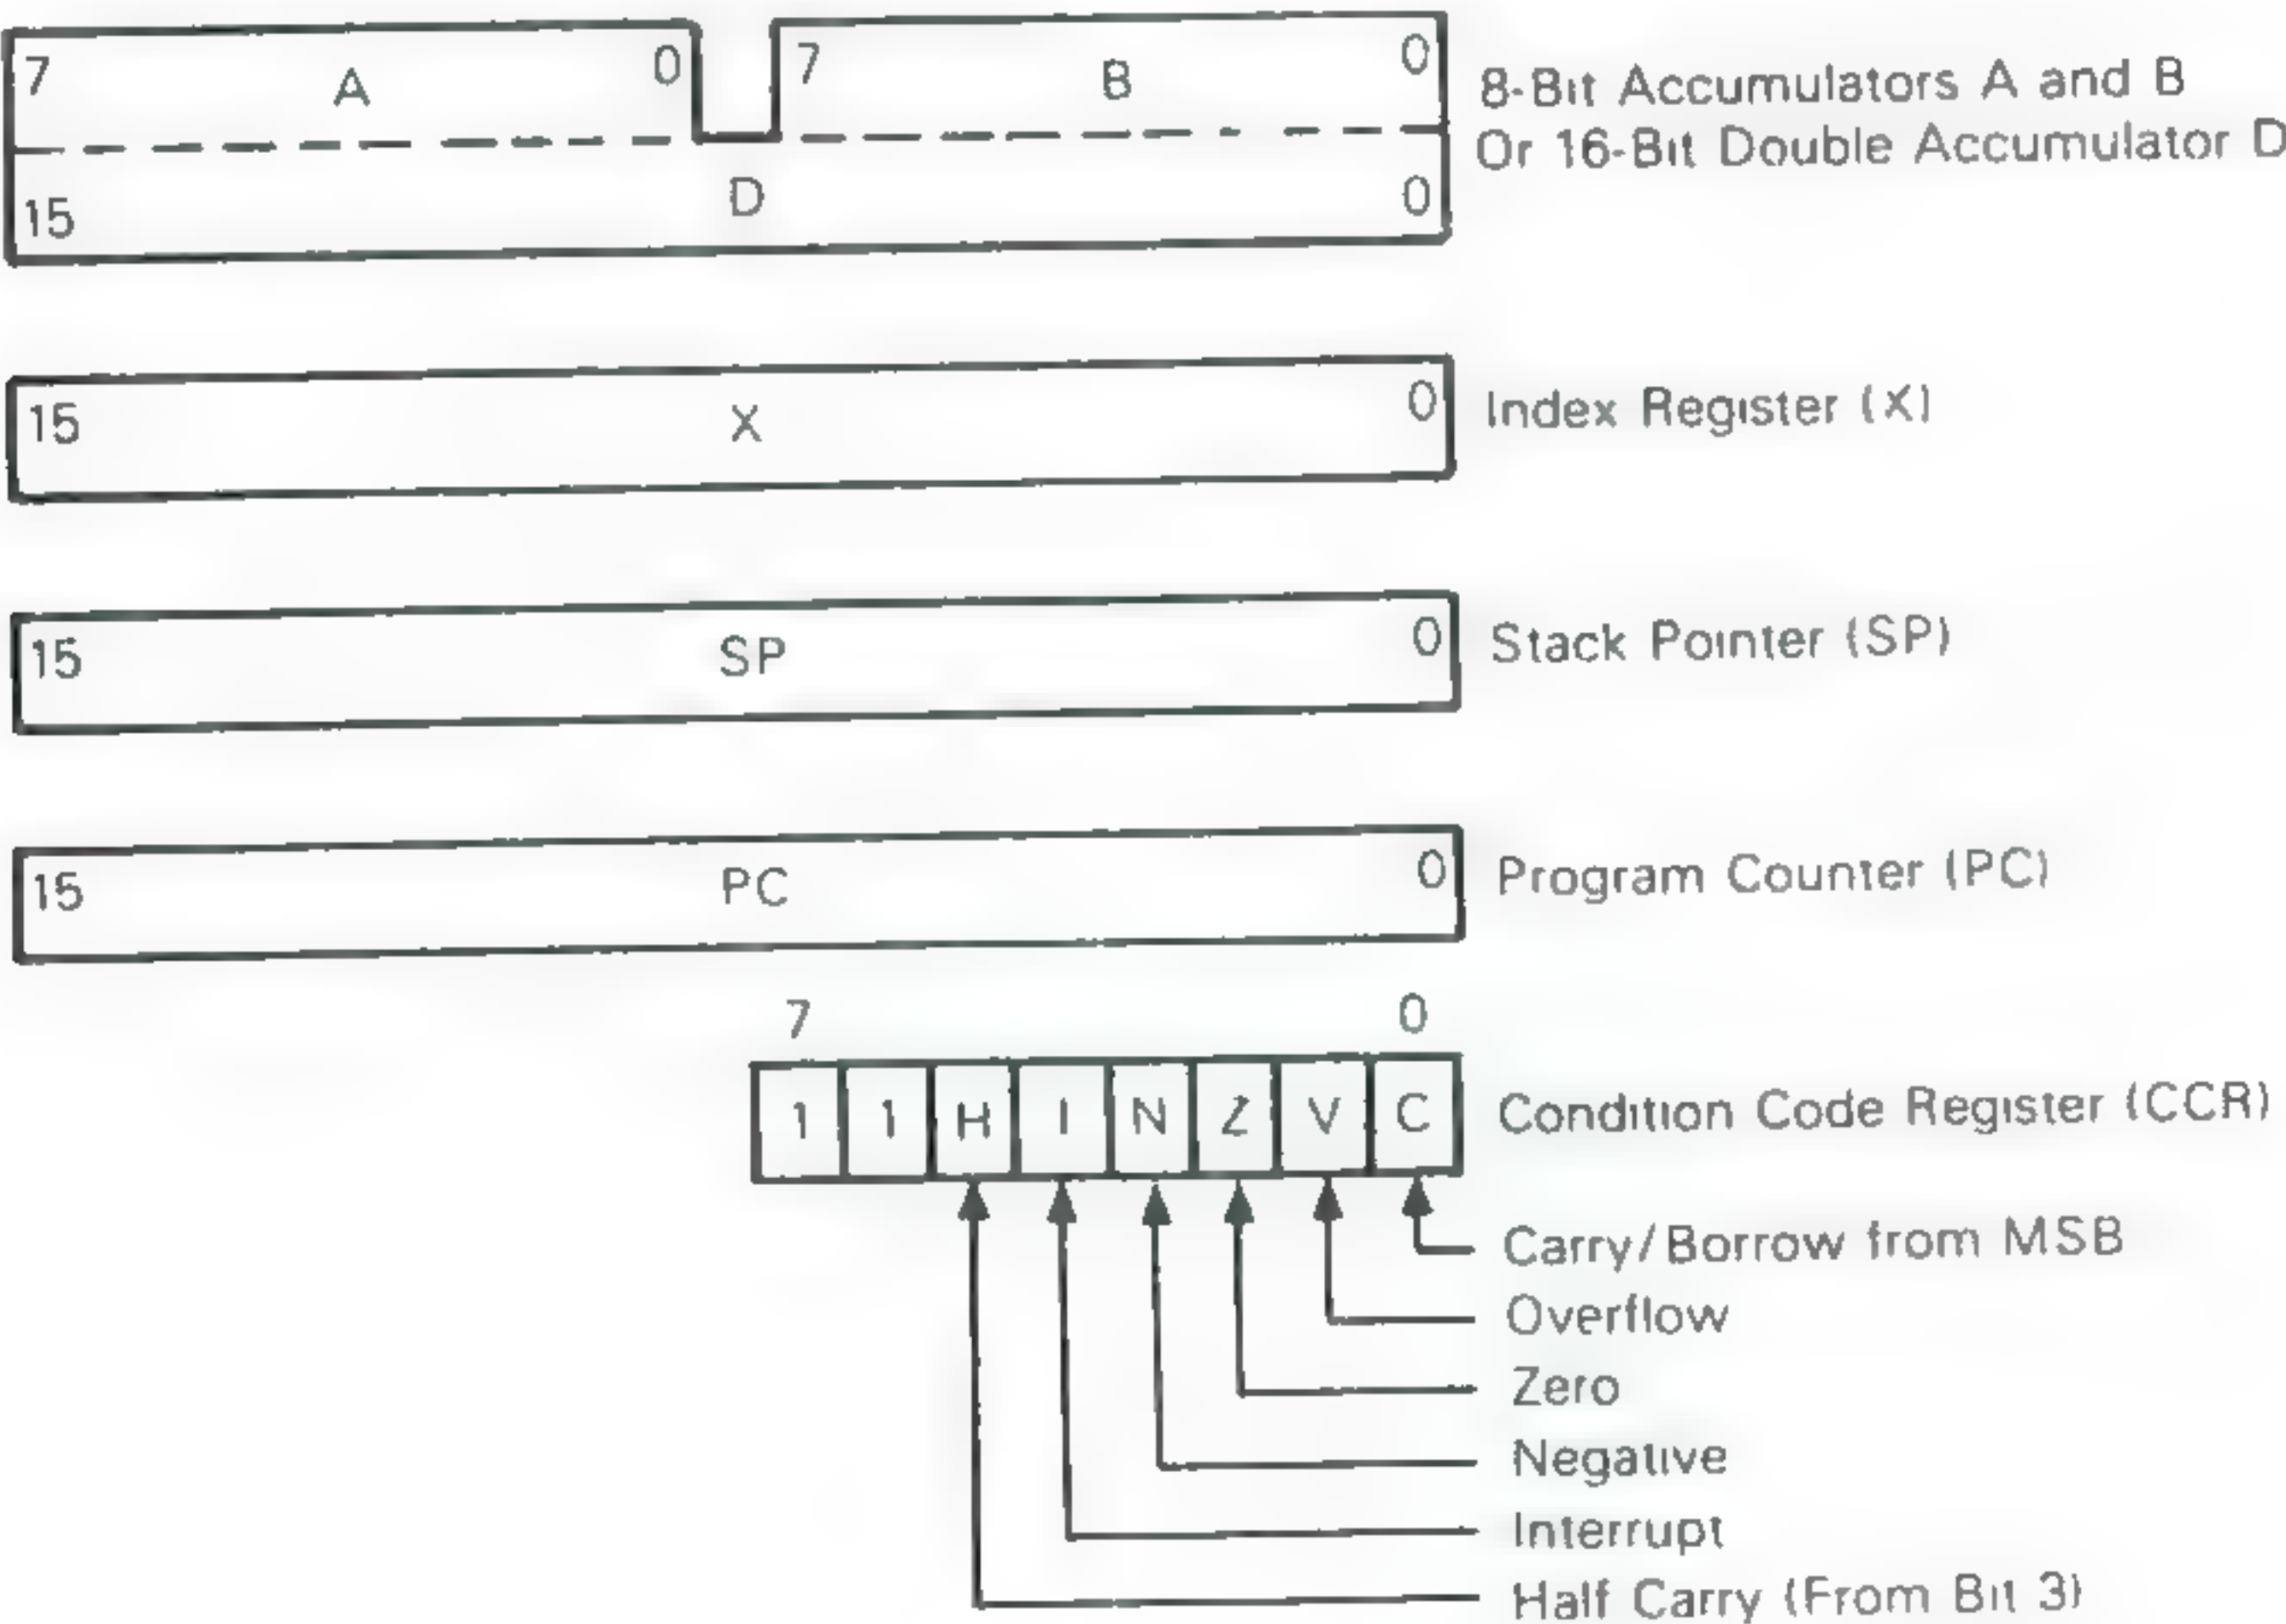 7 A 0 7 B 0 8-Bit Accumulators A and B
Or 16-Bit Double Accumulator D
15 D 0
15 X 0 Index Register (X)
15 SP 0 Stack Pointer (SP)
15 PC 0 Program Counter (PC)
7 0
1 1 H I N Z V C Condition Code Register (CCR)
Carry/Borrow from MSB
Overflow
Zero
Negative
Interrupt
Half Carry (From Bit 3)